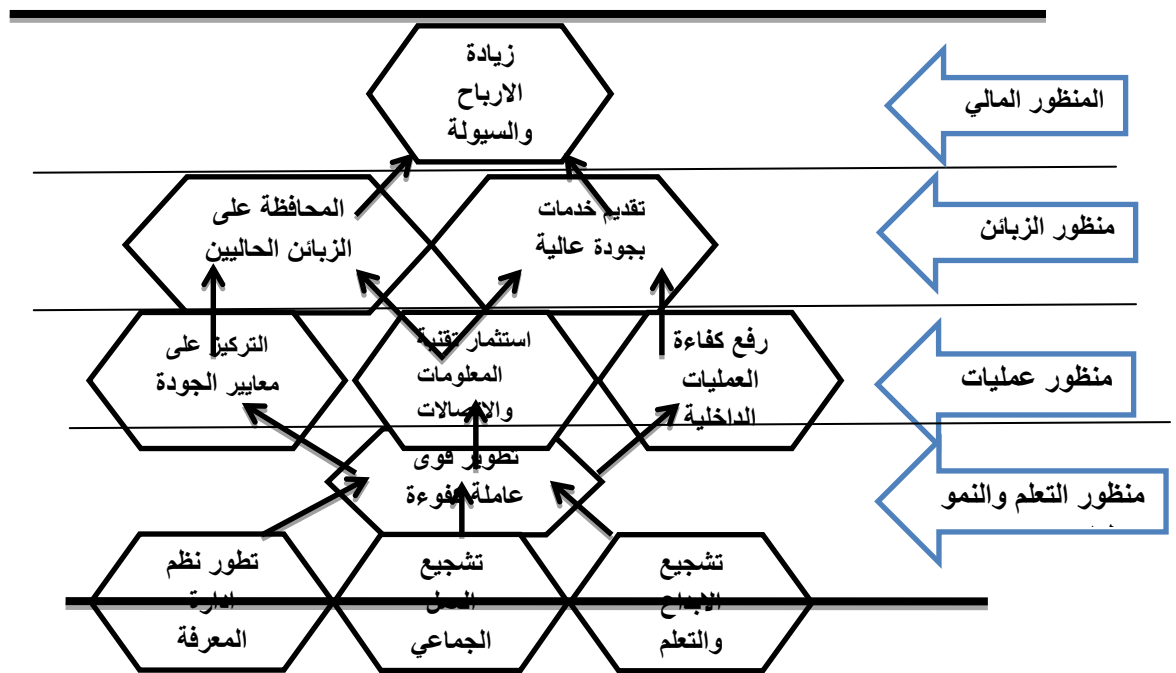 زيادة
الارباح
والسيولة
المنظور المالي
المحافظة على
الزبائن الحاليين
تقديم خدمات
بجودة عالية
منظور الزبائن
التركيز على
معايير الجودة
استثمار تقنية
المعلومات
والاتصالات
رفع كفاءة
العمليات
الداخلية
منظور عمليات
تطوير قوى
عاملة كفوءة
منظور التعلم والنمو
تطور نظم
ادارة
المعرفة
تشجيع
العمل
الجماعي
تشجيع
الابداع
والتعلم